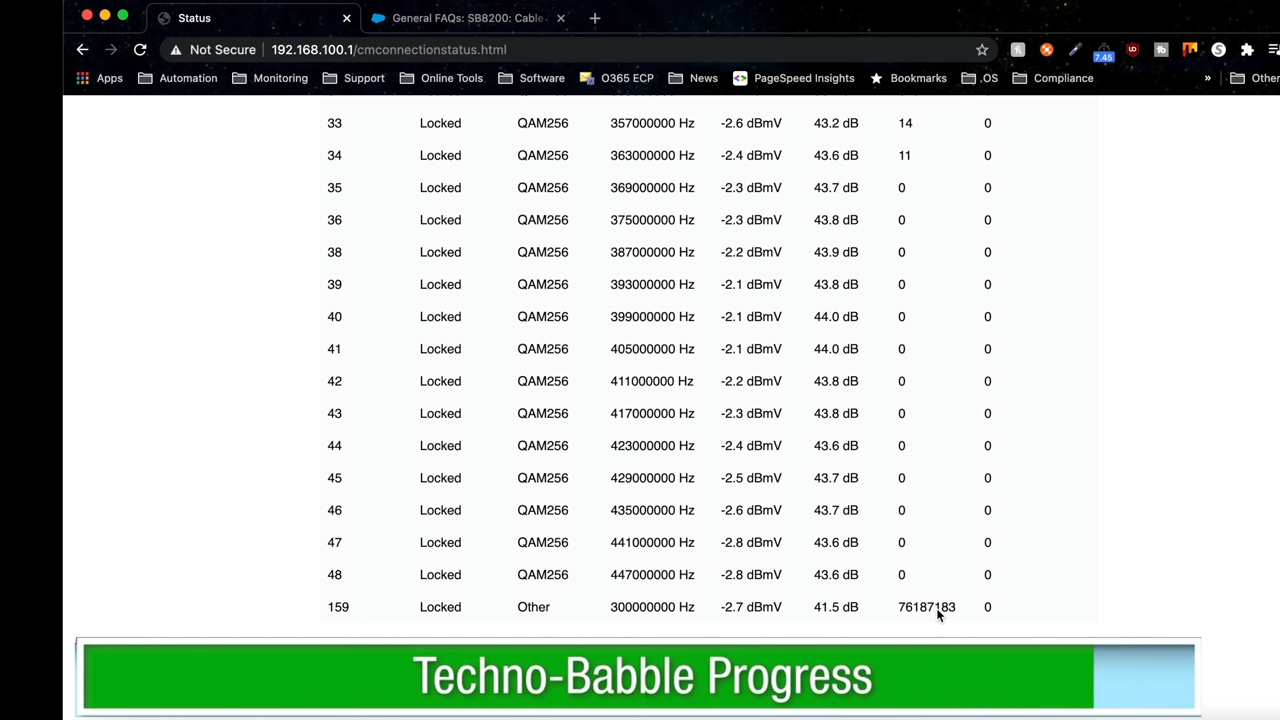 Status
General FAQs: SB8200: Cable
Not Secure 192.168.100.1/cmconnectionstatus.html
7.45
Apps Automation Monitoring Support Online Tools Software O365 ECP News PageSpeed Insights Bookmarks .OS Compliance » Other
33 Locked QAM256 357000000 Hz -2.6 dBmV 43.2 dB 14 0
34 Locked QAM256 363000000 Hz -2.4 dBmV 43.6 dB 11 0
35 Locked QAM256 369000000 Hz -2.3 dBmV 43.7 dB 0 0
36 Locked QAM256 375000000 Hz -2.3 dBmV 43.8 dB 0 0
38 Locked QAM256 387000000 Hz -2.2 dBmV 43.9 dB 0 0
39 Locked QAM256 393000000 Hz -2.1 dBmV 43.8 dB 0 0
40 Locked QAM256 399000000 Hz -2.1 dBmV 44.0 dB 0 0
41 Locked QAM256 405000000 Hz -2.1 dBmV 44.0 dB 0 0
42 Locked QAM256 411000000 Hz -2.2 dBmV 43.8 dB 0 0
43 Locked QAM256 417000000 Hz -2.3 dBmV 43.8 dB 0 0
44 Locked QAM256 423000000 Hz -2.4 dBmV 43.6 dB 0 0
45 Locked QAM256 429000000 Hz -2.5 dBmV 43.7 dB 0 0
46 Locked QAM256 435000000 Hz -2.6 dBmV 43.7 dB 0 0
47 Locked QAM256 441000000 Hz -2.8 dBmV 43.6 dB 0 0
48 Locked QAM256 447000000 Hz -2.8 dBmV 43.6 dB 0 0
159 Locked Other 300000000 Hz -2.7 dBmV 41.5 dB 76187183 0
Techno-Babble Progress